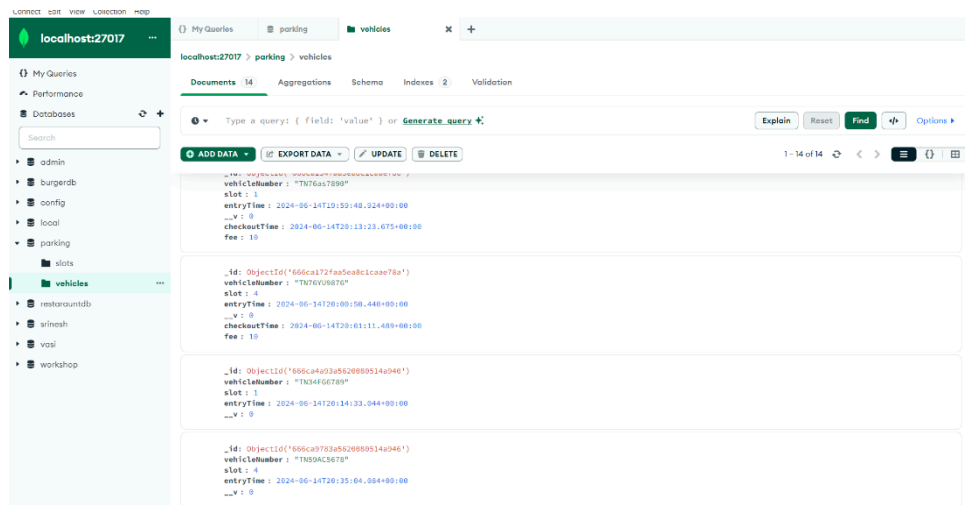 Connect Edit View Collection Help
localhost:27017 ...
{} My Queries
Performance
Databases
Search
admin
burgerdb
config
local
parking
slots
vehicles ...
restarauntdb
srinesh
vasi
workshop
{} My Queries parking vehicles
localhost:27017 > parking > vehicles
Documents 14 Aggregations Schema Indexes 2 Validation
Type a query: { field: 'value' } or Generate query
Explain Reset Find </> Options
ADD DATA EXPORT DATA UPDATE DELETE
1 – 14 of 14
vehicleNumber : "TN76as7890"
slot : 1
entryTime : 2024-06-14T19:59:48.924+00:00
__v : 0
checkoutTime : 2024-06-14T20:13:23.675+00:00
fee : 10
_id: ObjectId('666ca172faa5ea8c1caae78a')
vehicleNumber : "TN76YU9876"
slot : 4
entryTime : 2024-06-14T20:00:50.440+00:00
__v : 0
checkoutTime : 2024-06-14T20:01:11.489+00:00
fee : 10
_id: ObjectId('666ca4a93a5620089514a946')
vehicleNumber : "TN34FG6789"
slot : 1
entryTime : 2024-06-14T20:14:33.044+00:00
__v : 0
_id: ObjectId('666ca9783a5620089514a946')
vehicleNumber : "TN59AC5678"
slot : 4
entryTime : 2024-06-14T20:35:04.084+00:00
__v : 0